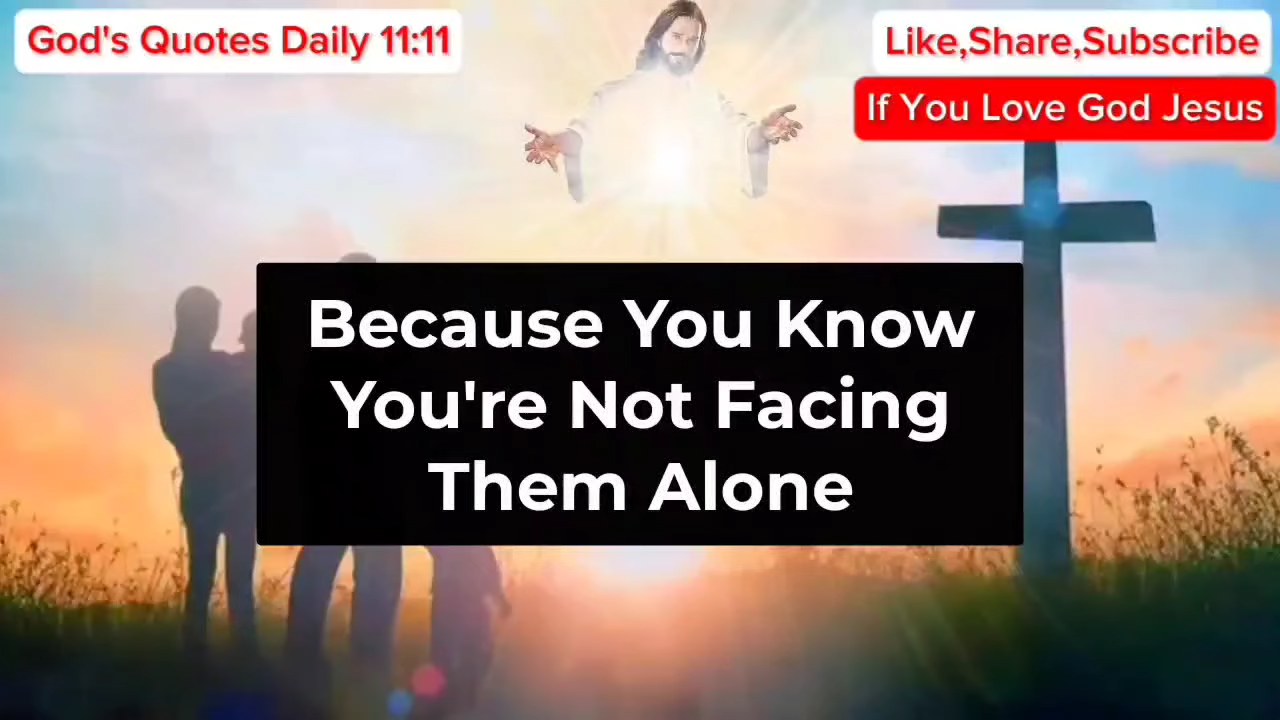 God's Quotes Daily 11:11
Like,Share,Subscribe
If You Love God Jesus
Because You Know
You're Not Facing
Them Alone